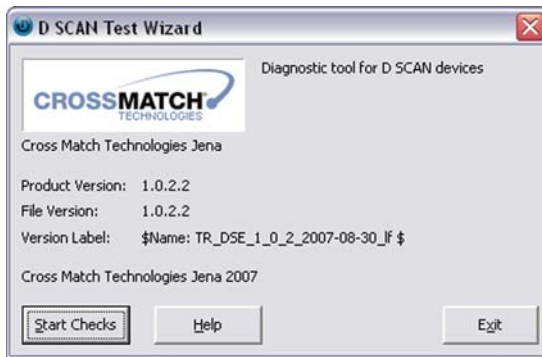 D SCAN Test Wizard
CROSSMATCH
TECHNOLOGIES
Diagnostic tool for D SCAN devices
Cross Match Technologies Jena
Product Version: 1.0.2.2
File Version: 1.0.2.2
Version Label: $Name: TR_DSE_1_0_2_2007-08-30_lf $
Cross Match Technologies Jena 2007
Start Checks Help Exit